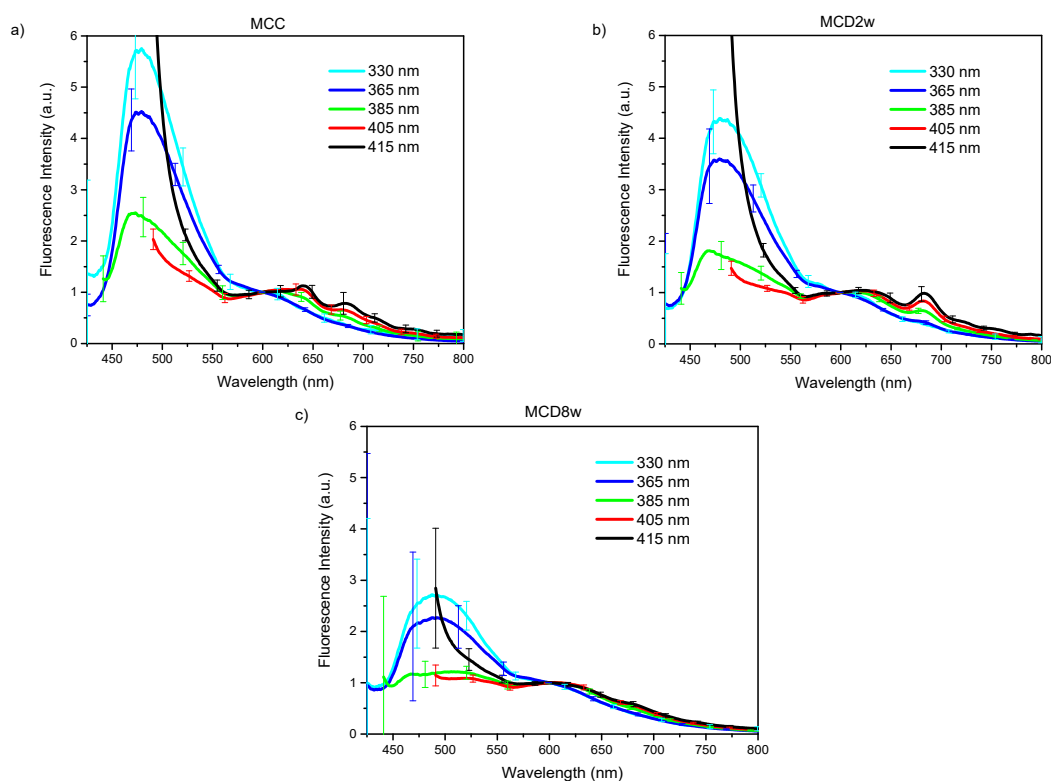 a)
MCC
Fluorescence Intensity (a.u.)
6
5
4
3
2
1
0
330 nm
365 nm
385 nm
405 nm
415 nm
450 500 550 600 650 700 750 800
Wavelength (nm)
b)
MCD2w
Fluorescence Intensity (a.u.)
6
5
4
3
2
1
0
330 nm
365 nm
385 nm
405 nm
415 nm
450 500 550 600 650 700 750 800
Wavelength (nm)
c)
MCD8w
Fluorescence Intensity (a.u.)
6
5
4
3
2
1
0
330 nm
365 nm
385 nm
405 nm
415 nm
450 500 550 600 650 700 750 800
Wavelength (nm)